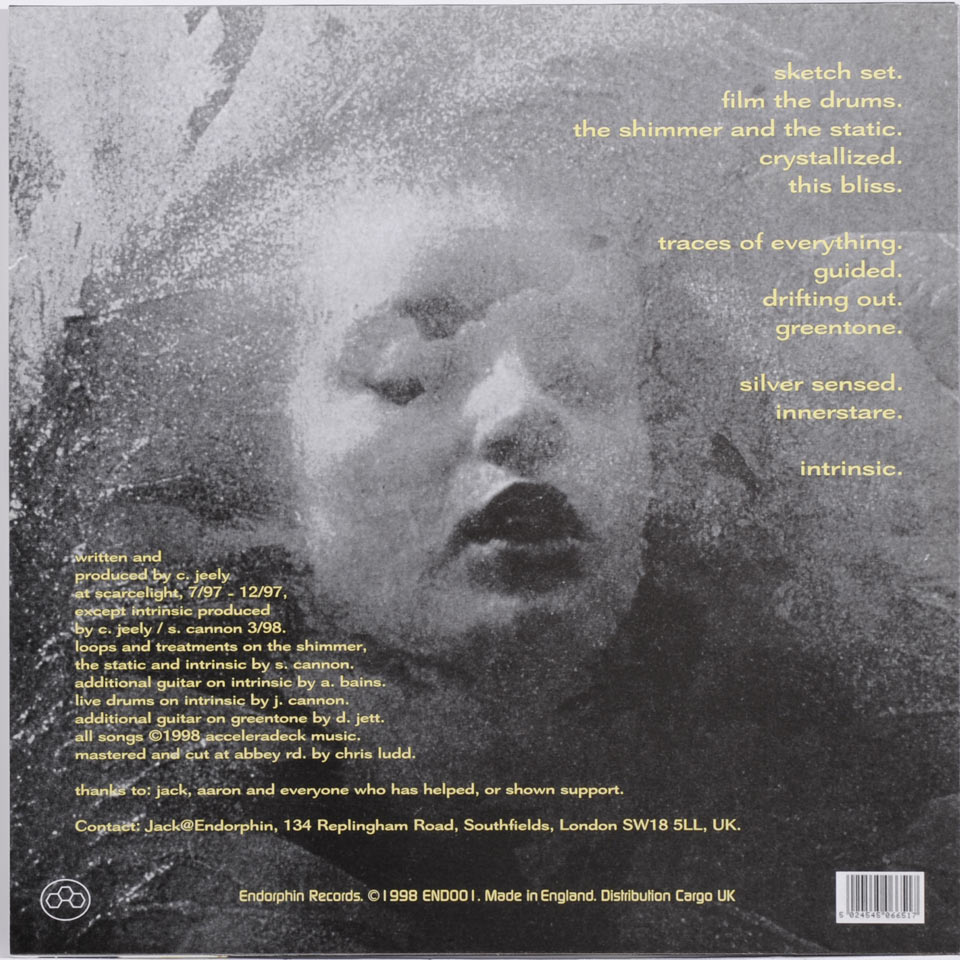 sketch set.
film the drums.
the shimmer and the static.
crystallized.
this bliss.
traces of everything.
guided.
drifting out.
greentone.
silver sensed.
innerstare.
intrinsic.
written and
produced by c. jeely
at scarcelight, 7/97 - 12/97,
except intrinsic produced
by c. jeely / s. cannon 3/98.
loops and treatments on the shimmer,
the static and intrinsic by s. cannon.
additional guitar on intrinsic by a. bains.
live drums on intrinsic by j. cannon.
additional guitar on greentone by d. jett.
all songs ©1998 acceleradeck music.
mastered and cut at abbey rd. by chris ludd.
thanks to: jack, aaron and everyone who has helped, or shown support.
Contact: Jack@Endorphin, 134 Replingham Road, Southfields, London SW18 5LL, UK.
Endorphin Records. ©1998 END001. Made in England. Distribution Cargo UK
5 024545 066517